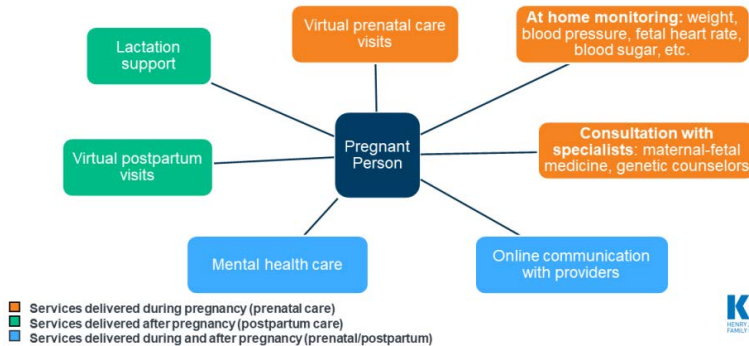 Lactation
support
Virtual prenatal care
visits
At home monitoring: weight,
blood pressure, fetal heart rate,
blood sugar, etc.
Virtual postpartum
visits
Pregnant
Person
Consultation with
specialists: maternal-fetal
medicine, genetic counselors
Mental health care
Online communication
with providers
Services delivered during pregnancy (prenatal care)
Services delivered after pregnancy (postpartum care)
Services delivered during and after pregnancy (prenatal/postpartum)
K
HENRY
FAMILY